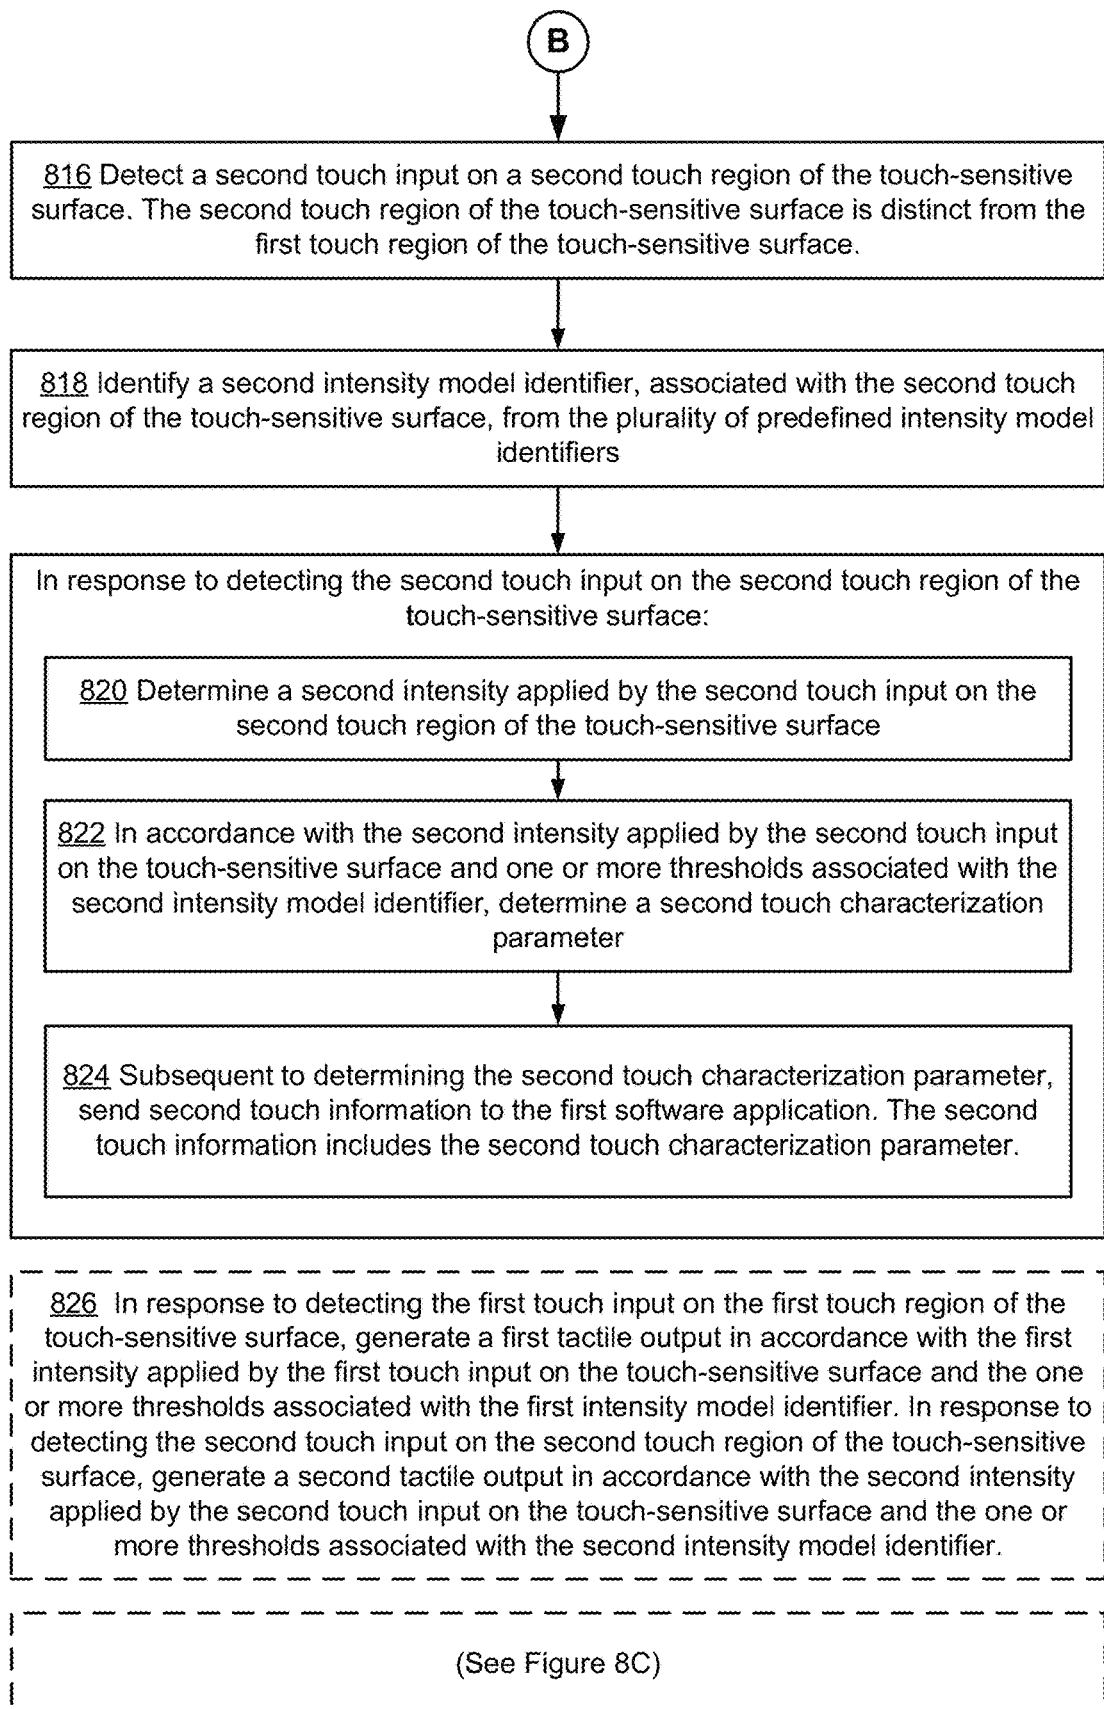 B
816 Detect a second touch input on a second touch region of the touch-sensitive
surface. The second touch region of the touch-sensitive surface is distinct from the
first touch region of the touch-sensitive surface.
818 Identify a second intensity model identifier, associated with the second touch
region of the touch-sensitive surface, from the plurality of predefined intensity model
identifiers
In response to detecting the second touch input on the second touch region of the
touch-sensitive surface:
820 Determine a second intensity applied by the second touch input on the
second touch region of the touch-sensitive surface
822 In accordance with the second intensity applied by the second touch input
on the touch-sensitive surface and one or more thresholds associated with the
second intensity model identifier, determine a second touch characterization
parameter
824 Subsequent to determining the second touch characterization parameter,
send second touch information to the first software application. The second
touch information includes the second touch characterization parameter.
826 In response to detecting the first touch input on the first touch region of the
touch-sensitive surface, generate a first tactile output in accordance with the first
intensity applied by the first touch input on the touch-sensitive surface and the one
or more thresholds associated with the first intensity model identifier. In response to
detecting the second touch input on the second touch region of the touch-sensitive
surface, generate a second tactile output in accordance with the second intensity
applied by the second touch input on the touch-sensitive surface and the one or
more thresholds associated with the second intensity model identifier.
(See Figure 8C)